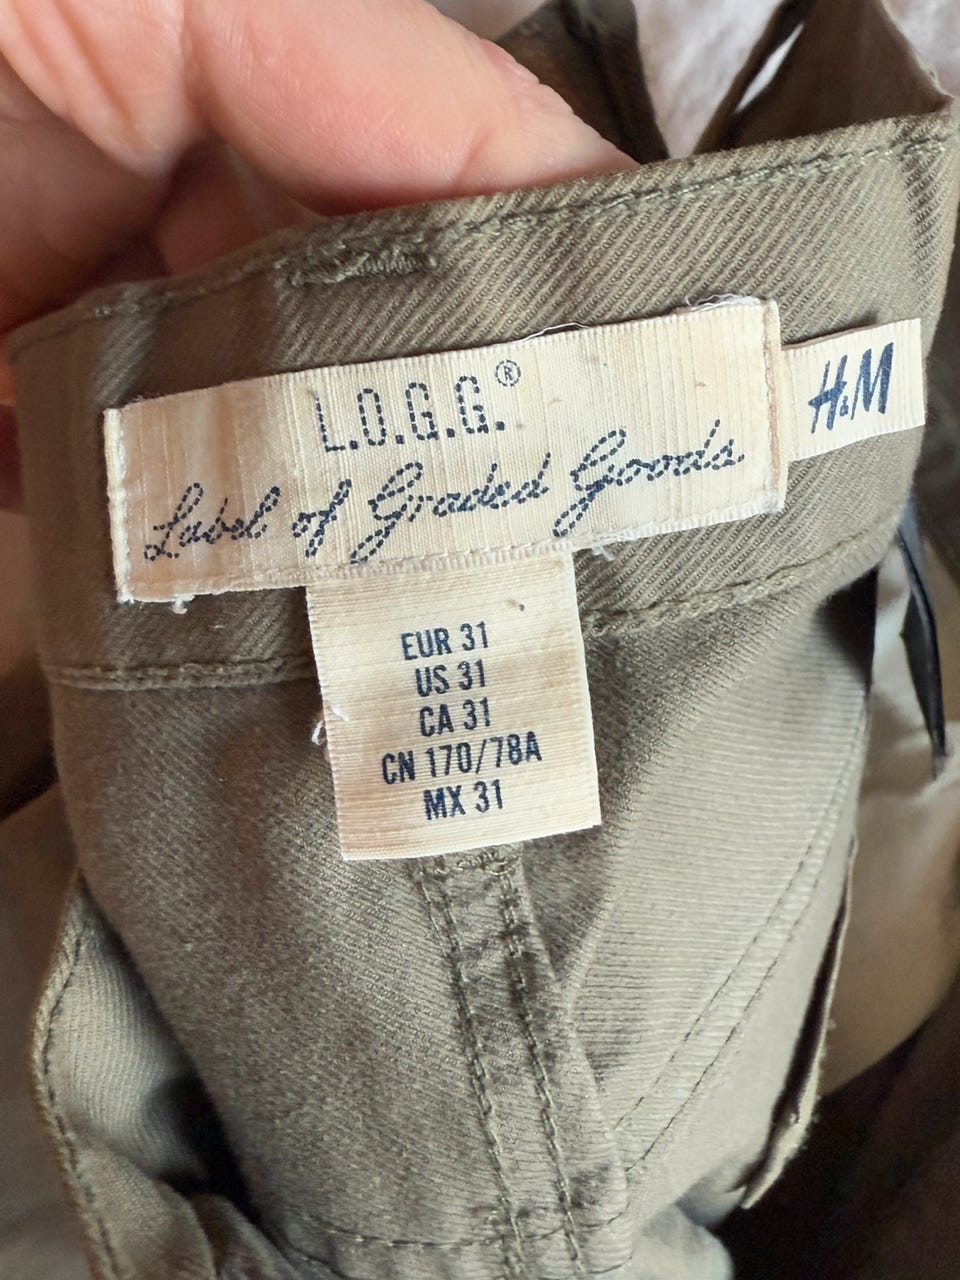 L.O.G.G.®
Label of Graded Goods.
H&M
EUR 31
US 31
CA 31
CN 170/78A
MX 31